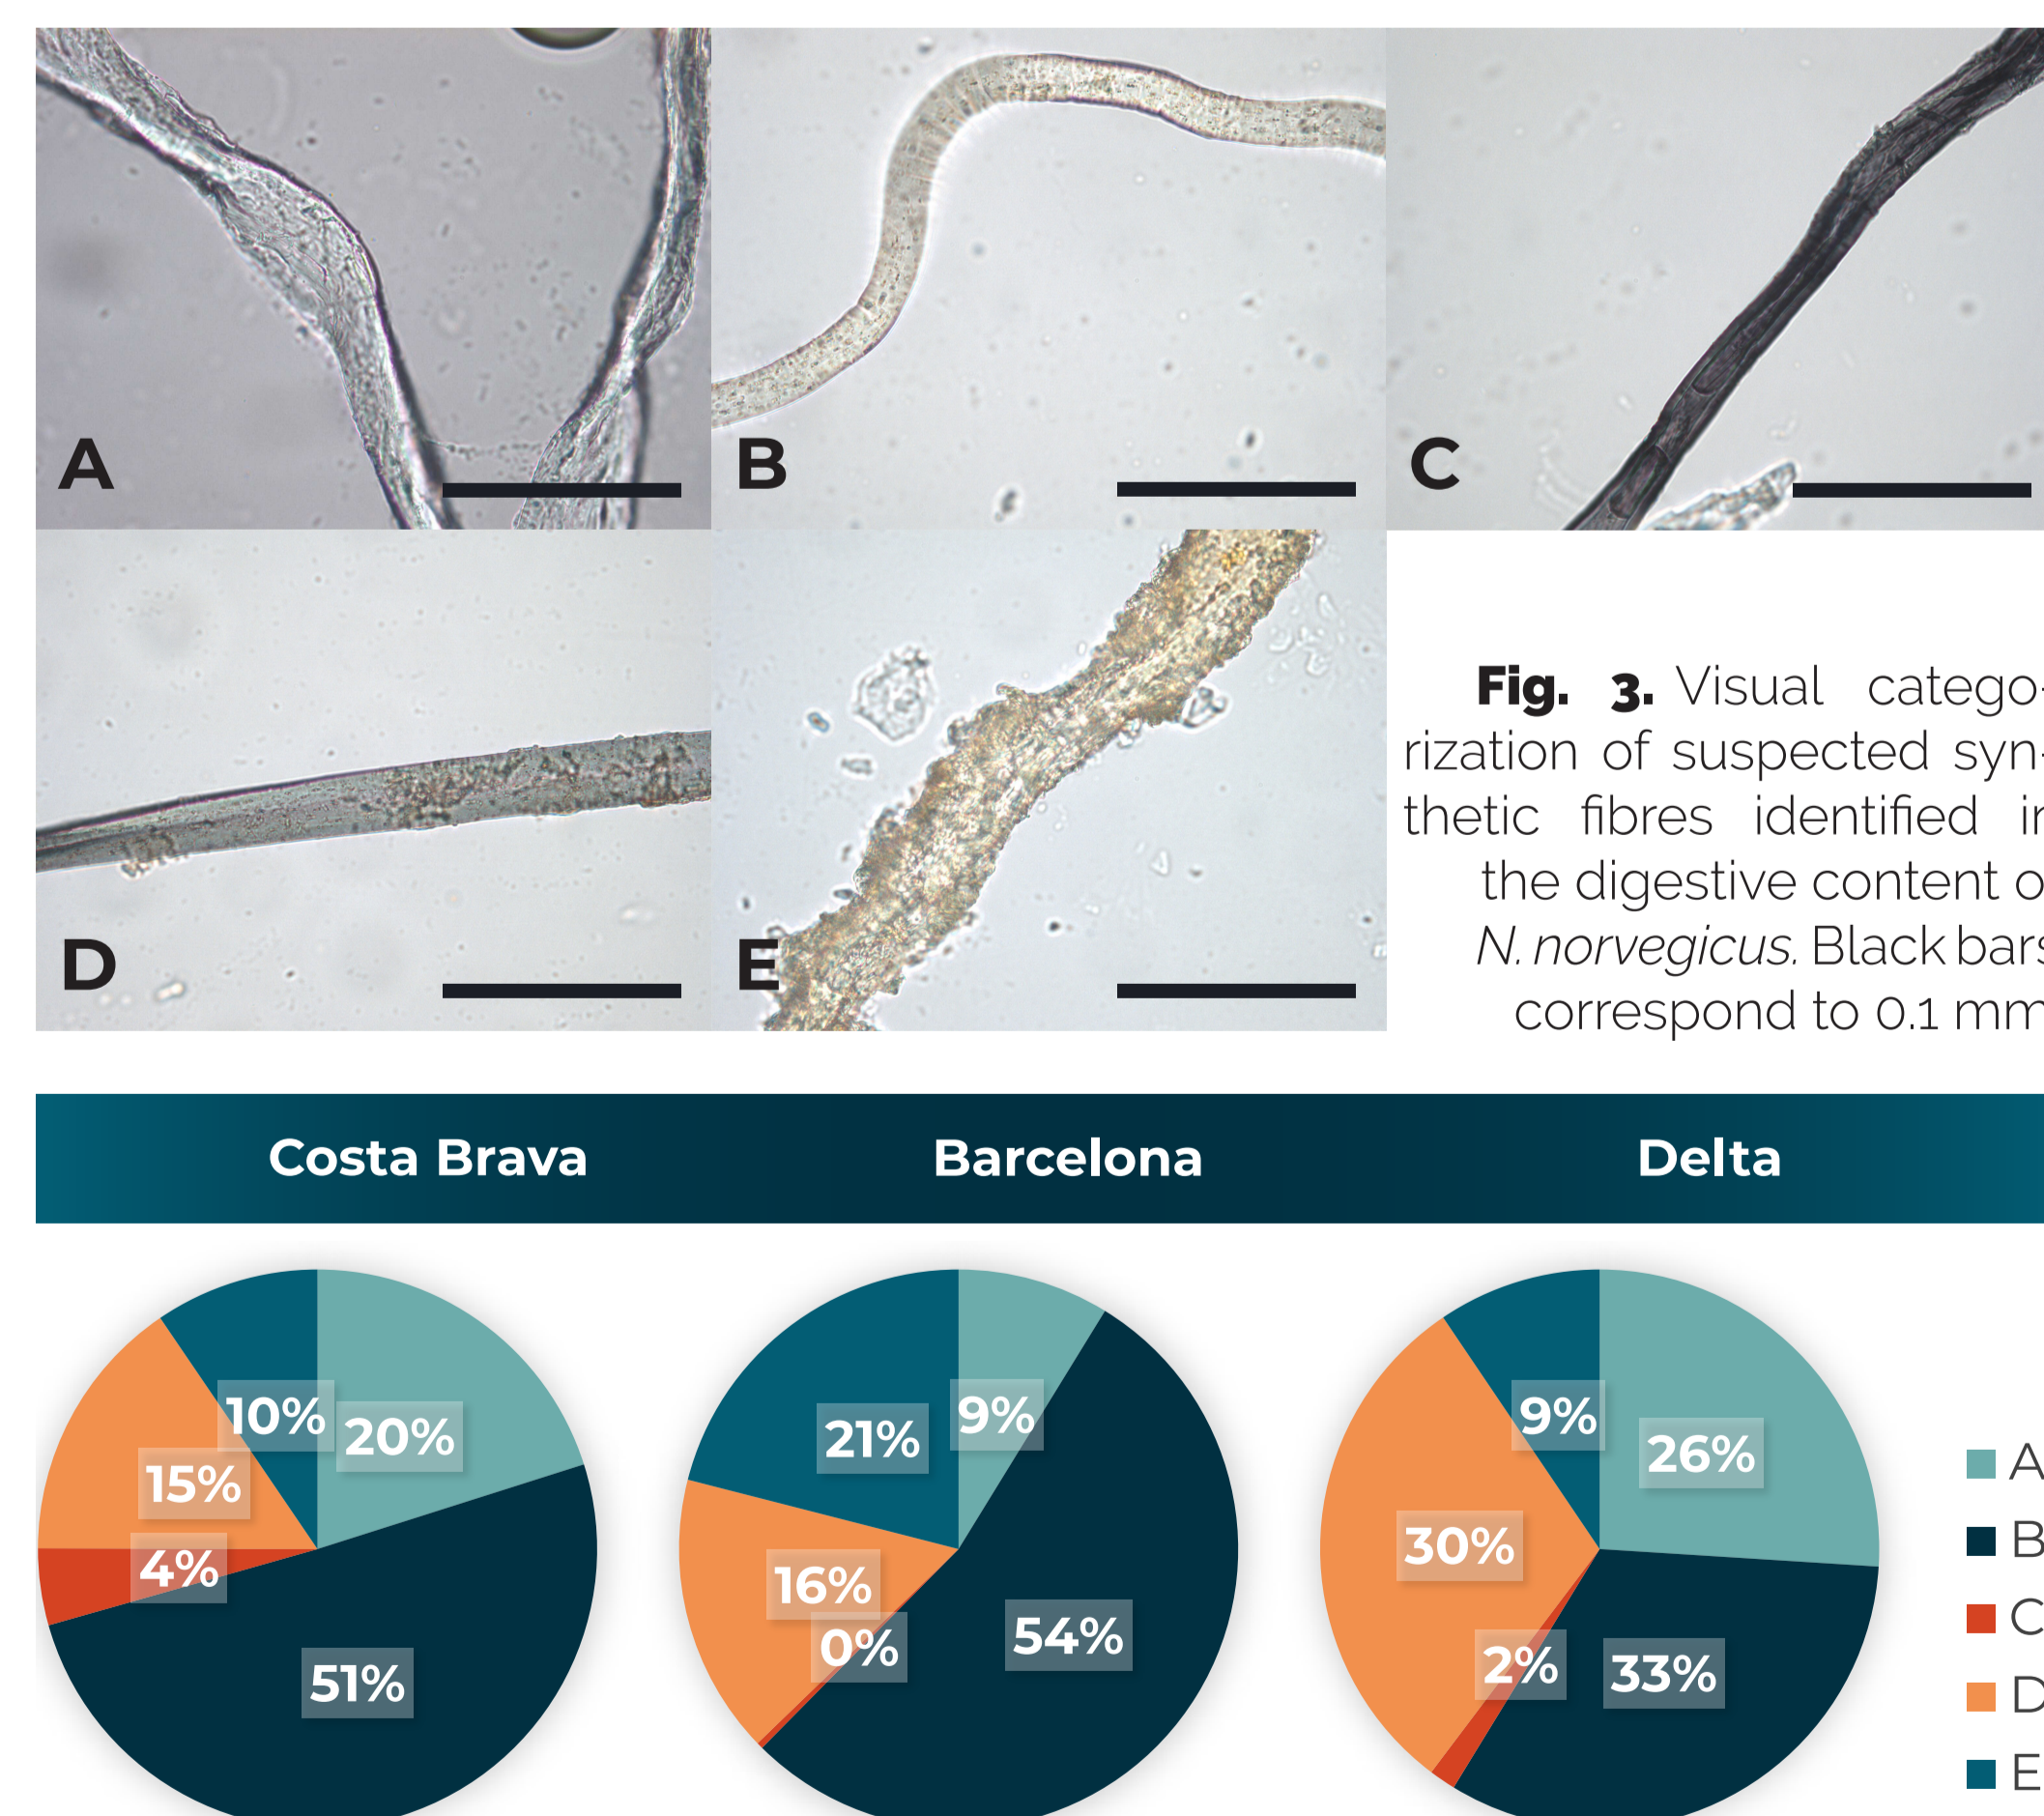 A
B
C
D
E
Fig. 3. Visual catego-
rization of suspected syn-
thetic fibres identified
the digestive content
N. norvegicus. Black bars
correspond to 0.1 mm
Costa Brava
Barcelona
Delta
10%
20%
15%
4%
51%
21%
9%
16%
0%
54%
9%
26%
30%
2%
33%
A
B
C
D
E